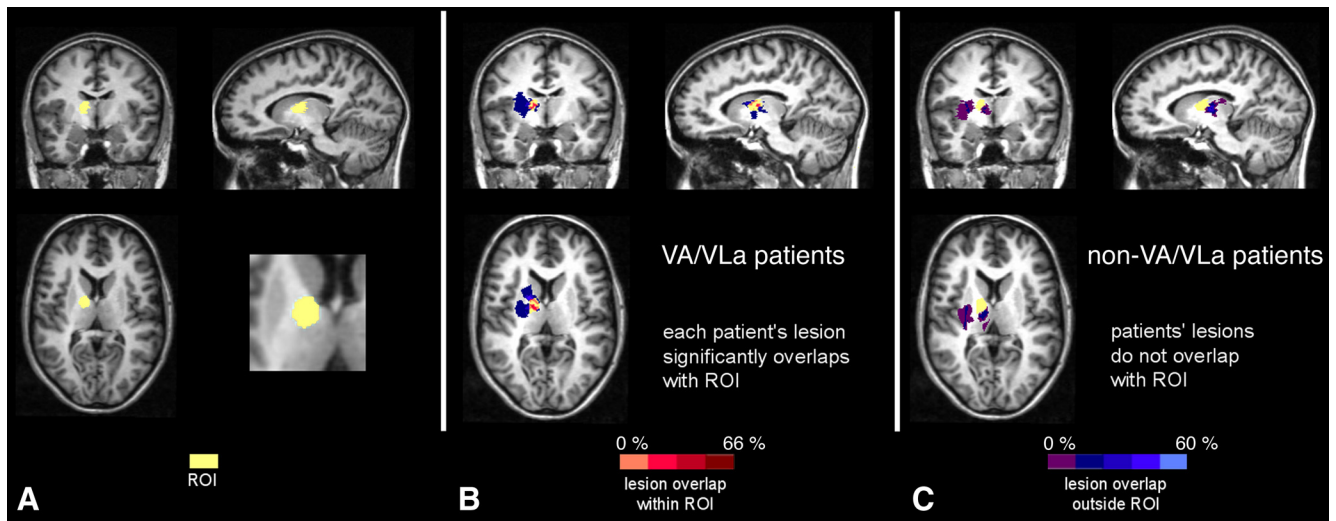 VA/VLa patients
each patient's lesion
significantly overlaps
with ROI
non-VA/VLa patients
patients' lesions
do not overlap
with ROI
ROI
0 % 66 %
lesion overlap
within ROI
0 % 60 %
lesion overlap
outside ROI
A
B
C